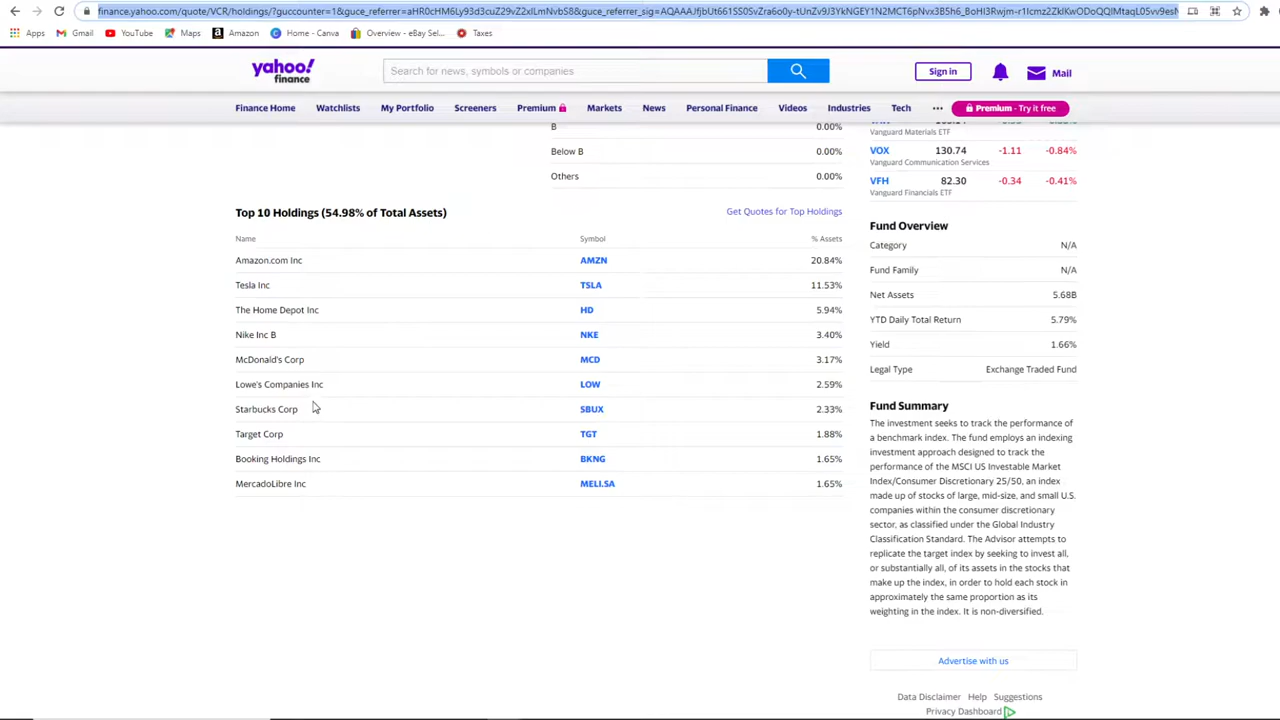 finance.yahoo.com/quote/VCR/holdings/?guccounter=1&guce_referrer=aHR0cHM6Ly93d3cuZ29vZ2xlLmNvbS8&guce_referrer_sig=
Apps Gmail YouTube Maps Amazon Home - Canva Overview - eBay Sel... Taxes
yahoo!
finance
Search for news, symbols or companies
Sign in
Mail
Finance Home Watchlists My Portfolio Screeners Premium Markets News Personal Finance Videos Industries Tech ... Premium - Try it free
B 0.00%
Below B 0.00%
Others 0.00%
Top 10 Holdings (54.98% of Total Assets) Get Quotes for Top Holdings
Name Symbol % Assets
Amazon.com Inc AMZN 20.84%
Tesla Inc TSLA 11.53%
The Home Depot Inc HD 5.94%
Nike Inc B NKE 3.40%
McDonald's Corp MCD 3.17%
Lowe's Companies Inc LOW 2.59%
Starbucks Corp SBUX 2.33%
Target Corp TGT 1.88%
Booking Holdings Inc BKNG 1.65%
MercadoLibre Inc MELI.SA 1.65%
Vanguard Materials ETF
VOX 130.74 -1.11 -0.84%
Vanguard Communication Services
VFH 82.30 -0.34 -0.41%
Vanguard Financials ETF
Fund Overview
Category N/A
Fund Family N/A
Net Assets 5.68B
YTD Daily Total Return 5.79%
Yield 1.66%
Legal Type Exchange Traded Fund
Fund Summary
The investment seeks to track the performance of
a benchmark index. The fund employs an indexing
investment approach designed to track the
performance of the MSCI US Investable Market
Index/Consumer Discretionary 25/50, an index
made up of stocks of large, mid-size, and small U.S.
companies within the consumer discretionary
sector, as classified under the Global Industry
Classification Standard. The Advisor attempts to
replicate the target index by seeking to invest all,
or substantially all, of its assets in the stocks that
make up the index, in order to hold each stock in
approximately the same proportion as its
weighting in the index. It is non-diversified.
Advertise with us
Data Disclaimer Help Suggestions
Privacy Dashboard